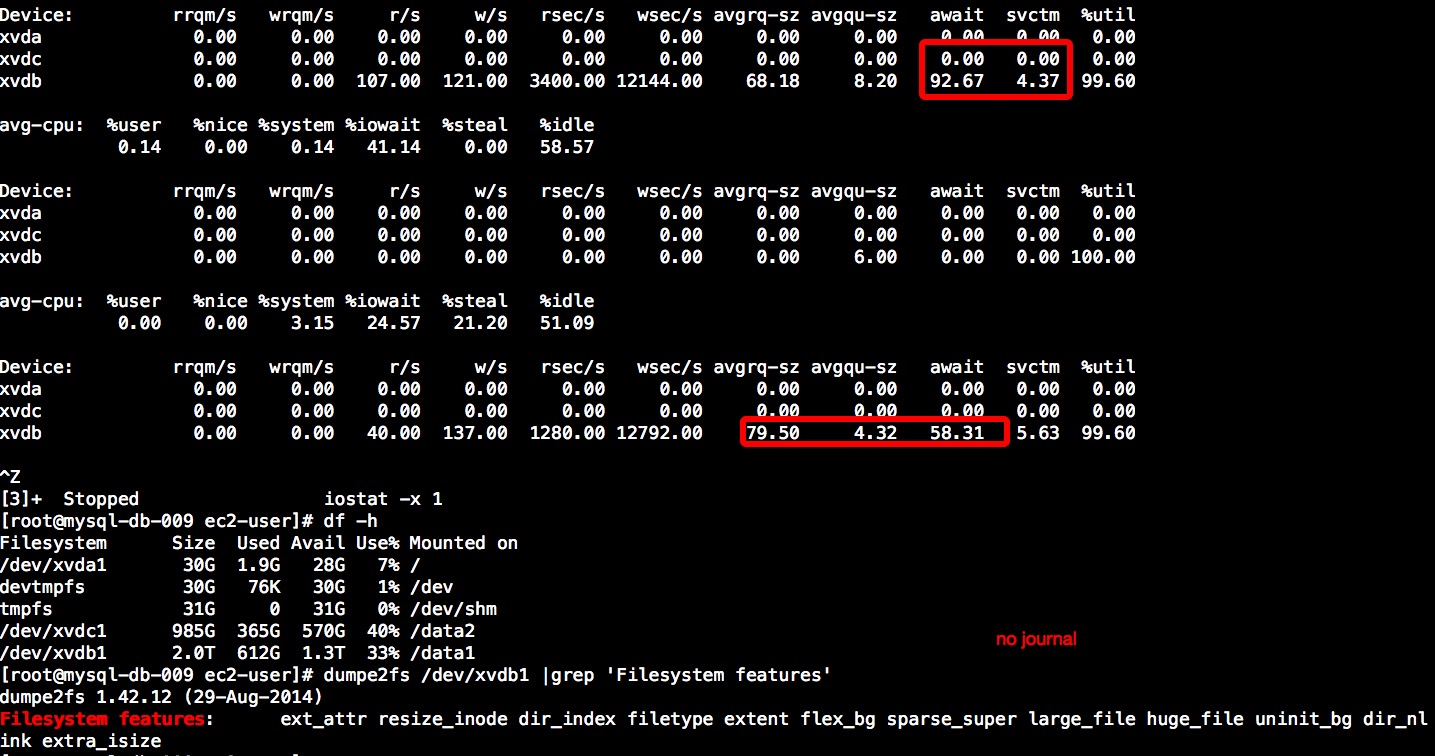 Device: rrqm/s wrqm/s r/s w/s rsec/s wsec/s avgrq-sz avgqu-sz await svctm %util
xvda 0.00 0.00 0.00 0.00 0.00 0.00 0.00 0.00 0.00 0.00 0.00
xvdc 0.00 0.00 0.00 0.00 0.00 0.00 0.00 0.00 0.00 0.00 0.00
xvdb 0.00 0.00 107.00 121.00 3400.00 12144.00 68.18 8.20 92.67 4.37 99.60
avg-cpu: %user %nice %system %iowait %steal %idle
0.14 0.00 0.14 41.14 0.00 58.57
Device: rrqm/s wrqm/s r/s w/s rsec/s wsec/s avgrq-sz avgqu-sz await svctm %util
xvda 0.00 0.00 0.00 0.00 0.00 0.00 0.00 0.00 0.00 0.00 0.00
xvdc 0.00 0.00 0.00 0.00 0.00 0.00 0.00 0.00 0.00 0.00 0.00
xvdb 0.00 0.00 0.00 0.00 0.00 0.00 0.00 6.00 0.00 0.00 100.00
avg-cpu: %user %nice %system %iowait %steal %idle
0.00 0.00 3.15 24.57 21.20 51.09
Device: rrqm/s wrqm/s r/s w/s rsec/s wsec/s avgrq-sz avgqu-sz await svctm %util
xvda 0.00 0.00 0.00 0.00 0.00 0.00 0.00 0.00 0.00 0.00 0.00
xvdc 0.00 0.00 0.00 0.00 0.00 0.00 0.00 0.00 0.00 0.00 0.00
xvdb 0.00 0.00 40.00 137.00 1280.00 12792.00 79.50 4.32 58.31 5.63 99.60
^Z
[3]+ Stopped iostat -x 1
[root@mysql-db-009 ec2-user]# df -h
Filesystem Size Used Avail Use% Mounted on
/dev/xvda1 30G 1.9G 28G 7% /
devtmpfs 30G 76K 30G 1% /dev
tmpfs 31G 0 31G 0% /dev/shm
/dev/xvdc1 985G 365G 570G 40% /data2
no journal
/dev/xvdb1 2.0T 612G 1.3T 33% /data1
[root@mysql-db-009 ec2-user]# dumpe2fs /dev/xvdb1 |grep 'Filesystem features'
dumpe2fs 1.42.12 (29-Aug-2014)
Filesystem features: ext_attr resize_inode dir_index filetype extent flex_bg sparse_super large_file huge_file uninit_bg dir_nl
ink extra_isize